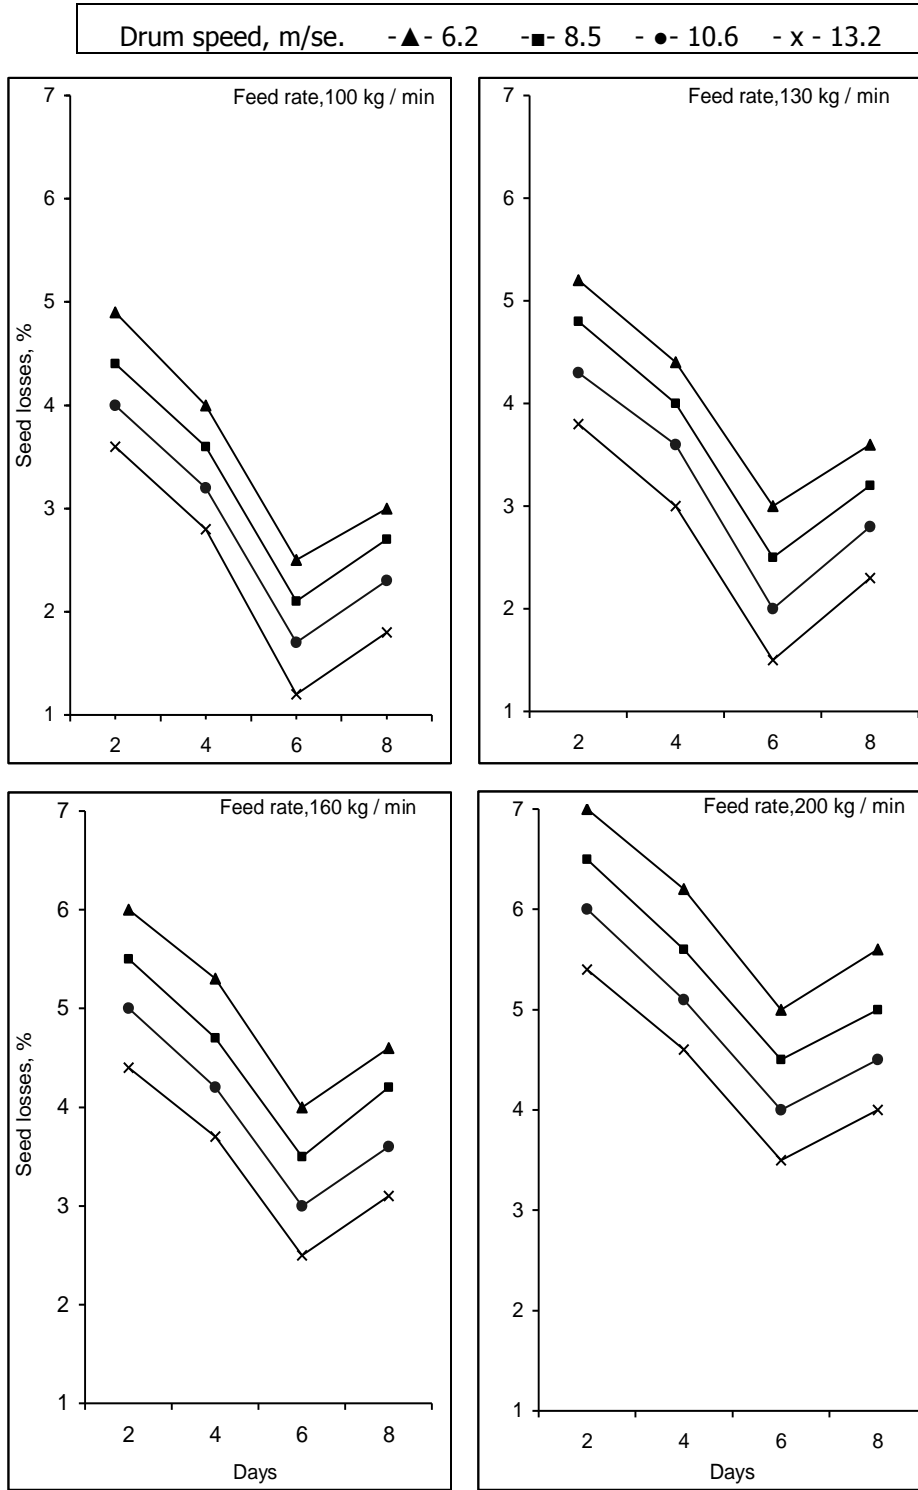 Drum speed, m/se. -▲- 6.2 -■- 8.5 -●- 10.6 - x - 13.2
Feed rate,100 kg / min
7
6
5
4
3
2
1
Seed losses, %
2 4 6 8
Feed rate,130 kg / min
7
6
5
4
3
2
1
2 4 6 8
Feed rate,160 kg / min
7
6
5
4
3
2
1
Seed losses, %
2 4 6 8
Days
Feed rate,200 kg / min
7
6
5
4
3
2
1
2 4 6 8
Days